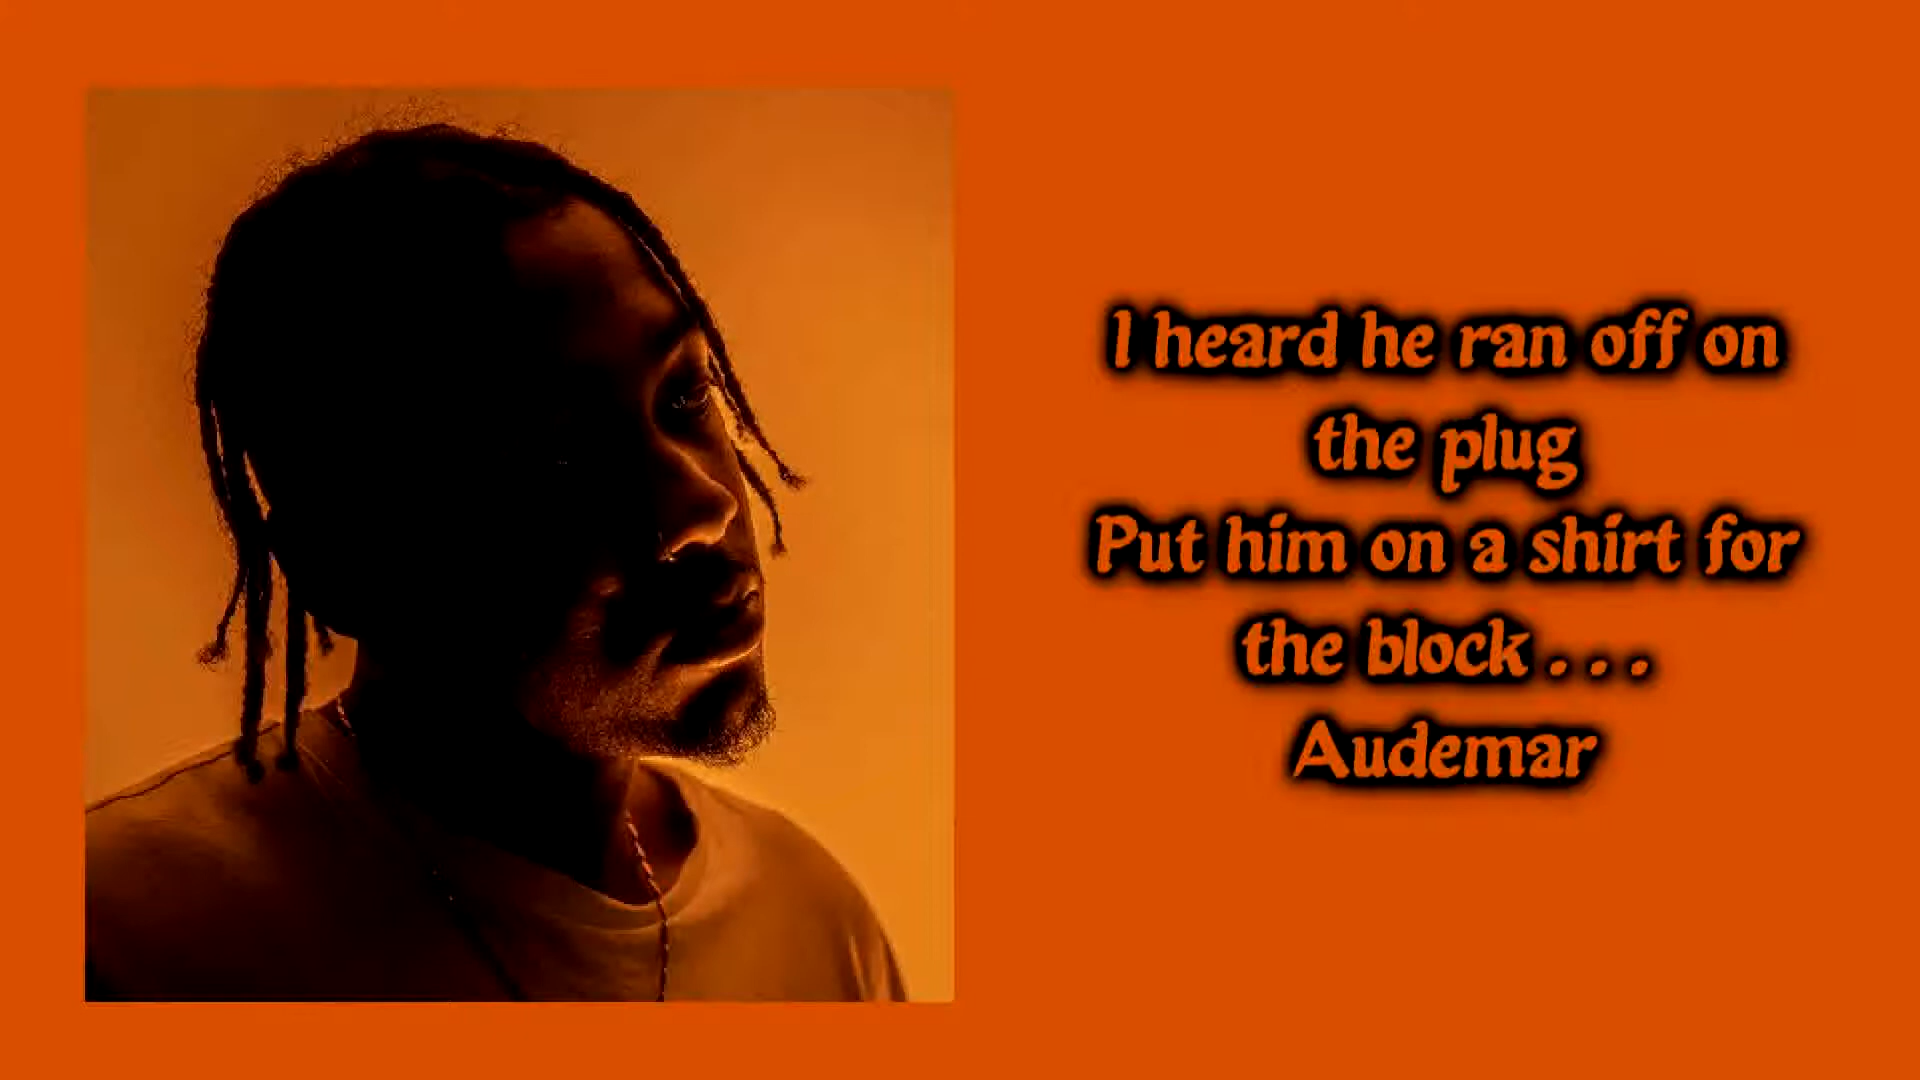 I heard he ran off on
the plug
Put him on a shirt for
the block . . .
Audemar